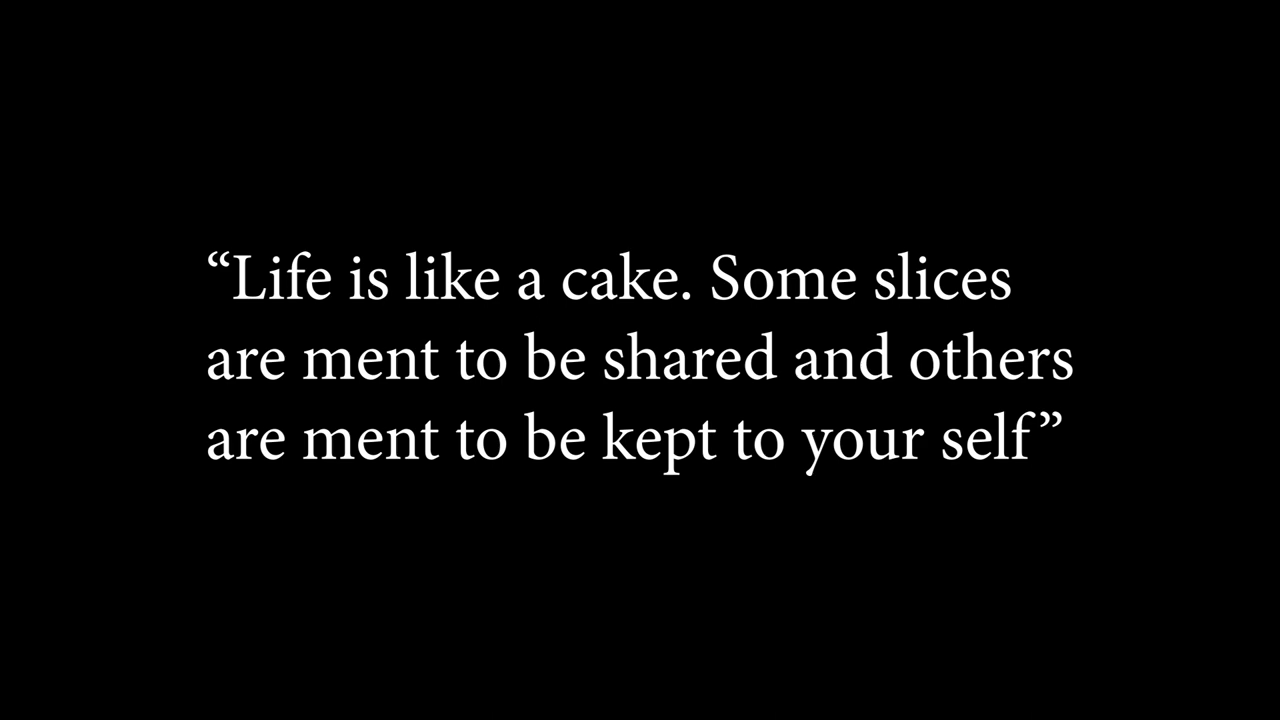 “Life is like a cake. Some slices
are ment to be shared and others
are ment to be kept to your self”